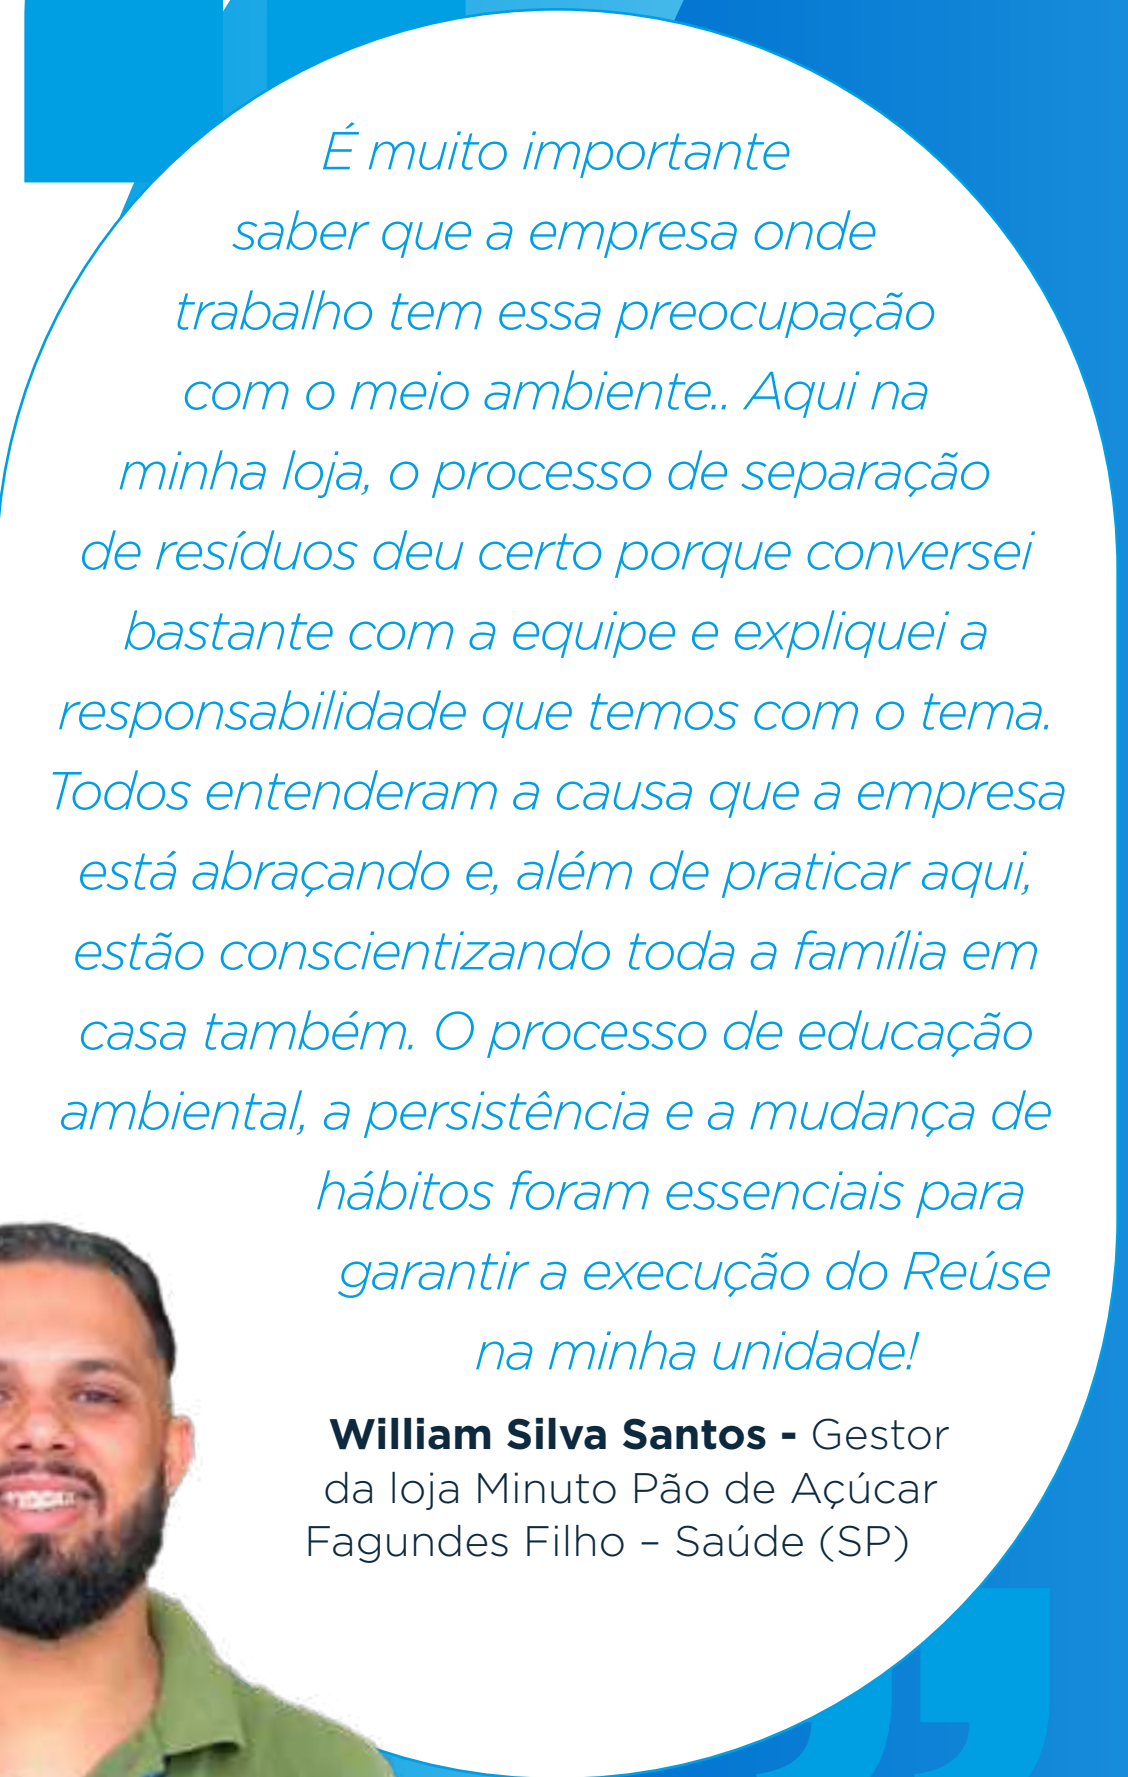 É muito importante
saber que a empresa onde
trabalho tem essa preocupação
com o meio ambiente.. Aqui na
minha loja, o processo de separação
de resíduos deu certo porque conversei
bastante com a equipe e expliquei a
responsabilidade que temos com o tema.
Todos entenderam a causa que a empresa
está abraçando e, além de praticar aqui,
estão conscientizando toda a família em
casa também. O processo de educação
ambiental, a persistência e a mudança de
hábitos foram essenciais para
garantir a execução do Reúse
na minha unidade!
William Silva Santos - Gestor
da loja Minuto Pão de Açúcar
Fagundes Filho – Saúde (SP)